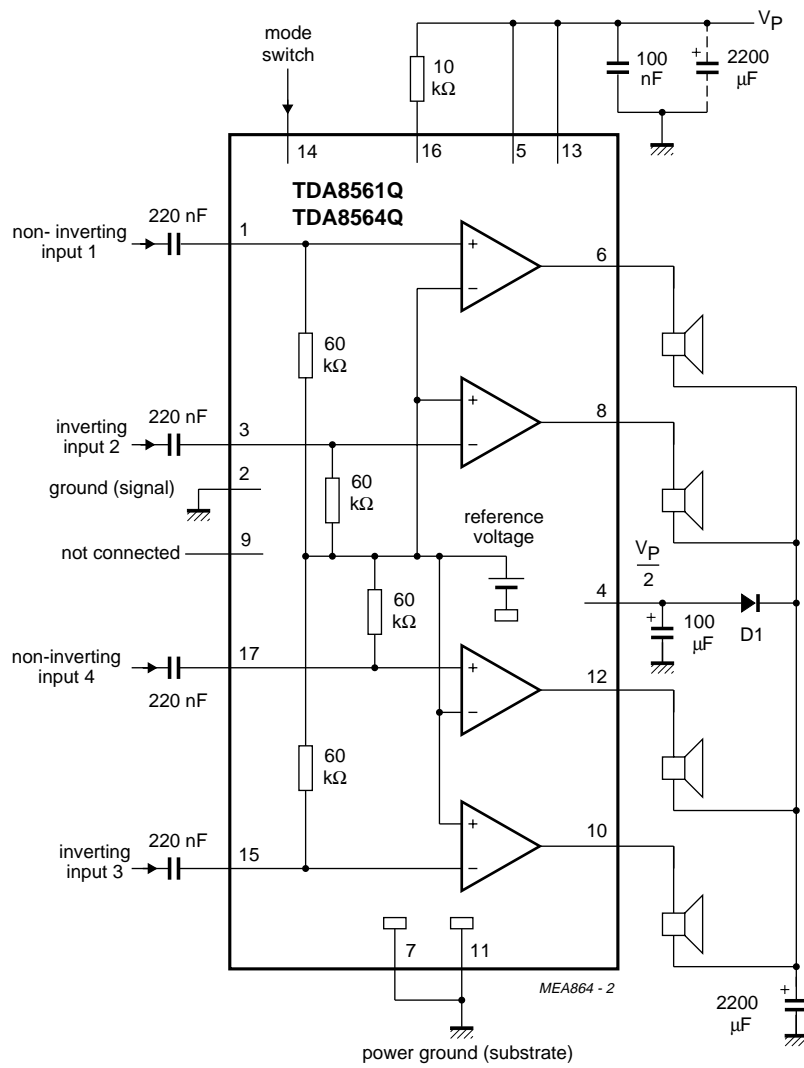 mode
switch
VP
10
kΩ
100
nF
+
2200
µF
14
16
5
13
TDA8561Q
TDA8564Q
220 nF
non- inverting
input 1
1
+
−
6
60
kΩ
220 nF
inverting
input 2
3
+
−
8
2
ground (signal)
60
kΩ
reference
voltage
9
not connected
VP
2
4
60
kΩ
+
100
µF
D1
non-inverting
input 4
17
220 nF
+
−
12
60
kΩ
220 nF
inverting
input 3
15
+
−
10
7
11
MEA864 - 2
+
2200
µF
power ground (substrate)